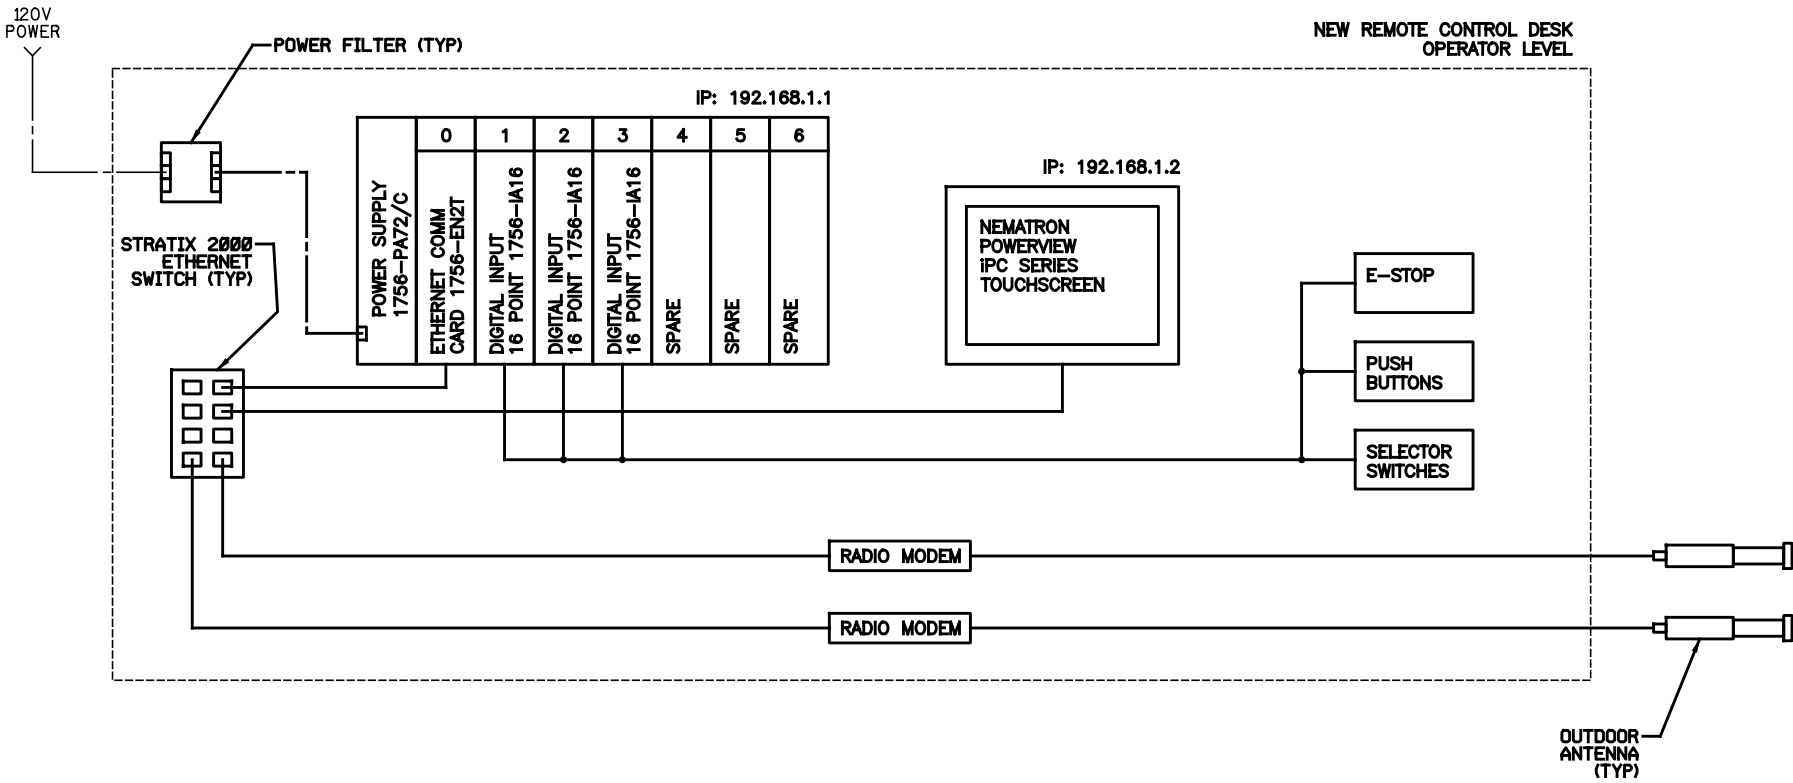 120V
POWER
POWER FILTER (TYP)
NEW REMOTE CONTROL DESK
OPERATOR LEVEL
IP: 192.168.1.1
0
1
2
3
4
5
6
POWER SUPPLY
1756-PA72/C
ETHERNET COMM
CARD 1756-EN2T
DIGITAL INPUT
16 POINT 1756-IA16
DIGITAL INPUT
16 POINT 1756-IA16
DIGITAL INPUT
16 POINT 1756-IA16
SPARE
SPARE
SPARE
IP: 192.168.1.2
NEMATRON
POWERVIEW
iPC SERIES
TOUCHSCREEN
STRATIX 2000
ETHERNET
SWITCH (TYP)
E-STOP
PUSH
BUTTONS
SELECTOR
SWITCHES
RADIO MODEM
RADIO MODEM
OUTDOOR
ANTENNA
(TYP)